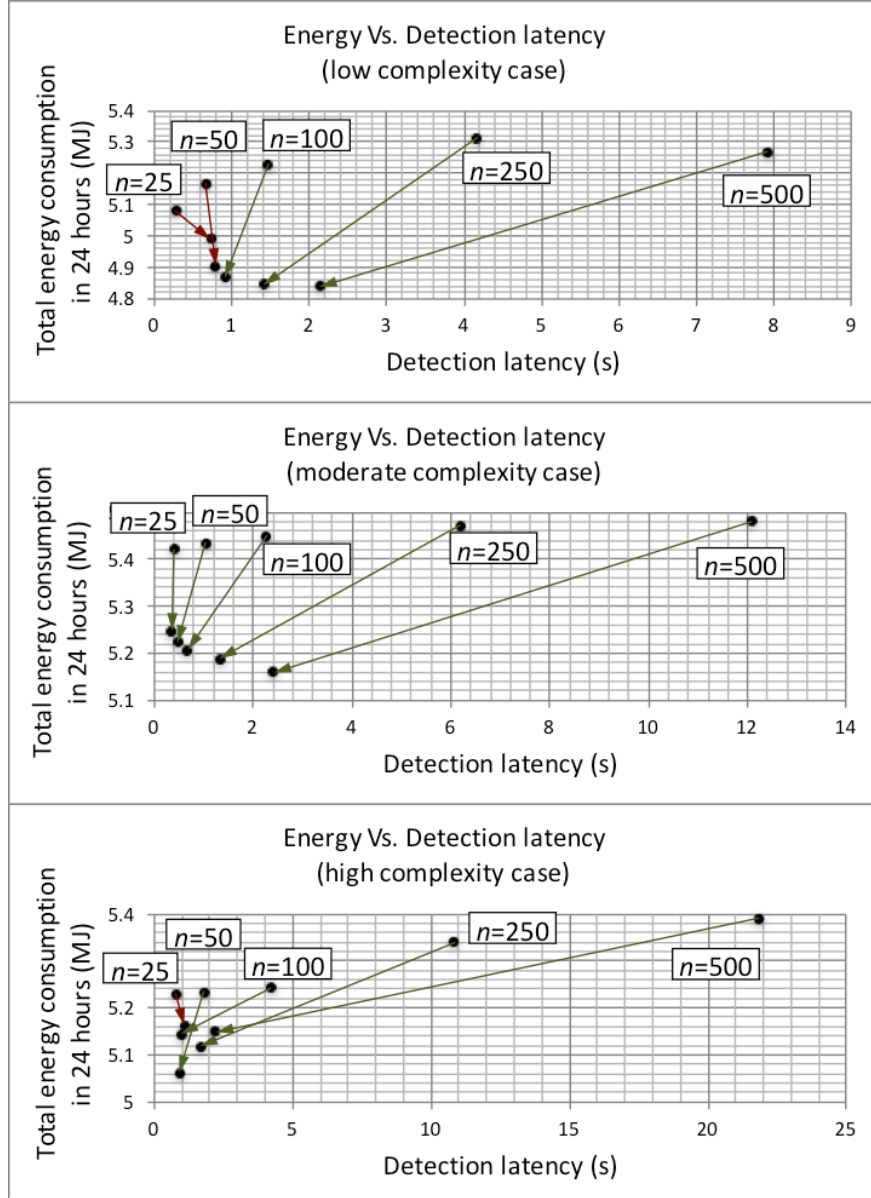 Energy Vs. Detection latency
(low complexity case)
Total energy consumption
in 24 hours (MJ)
5.4
5.3
5.1
5
4.9
4.8
n=25
n=50
n=100
n=250
n=500
0 1 2 3 4 5 6 7 8 9
Detection latency (s)
Energy Vs. Detection latency
(moderate complexity case)
Total energy consumption
in 24 hours (MJ)
5.4
5.3
5.2
5.1
n=25
n=50
n=100
n=250
n=500
0 2 4 6 8 10 12 14
Detection latency (s)
Energy Vs. Detection latency
(high complexity case)
Total energy consumption
in 24 hours (MJ)
5.4
5.2
5.1
5
n=25
n=50
n=100
n=250
n=500
0 5 10 15 20 25
Detection latency (s)